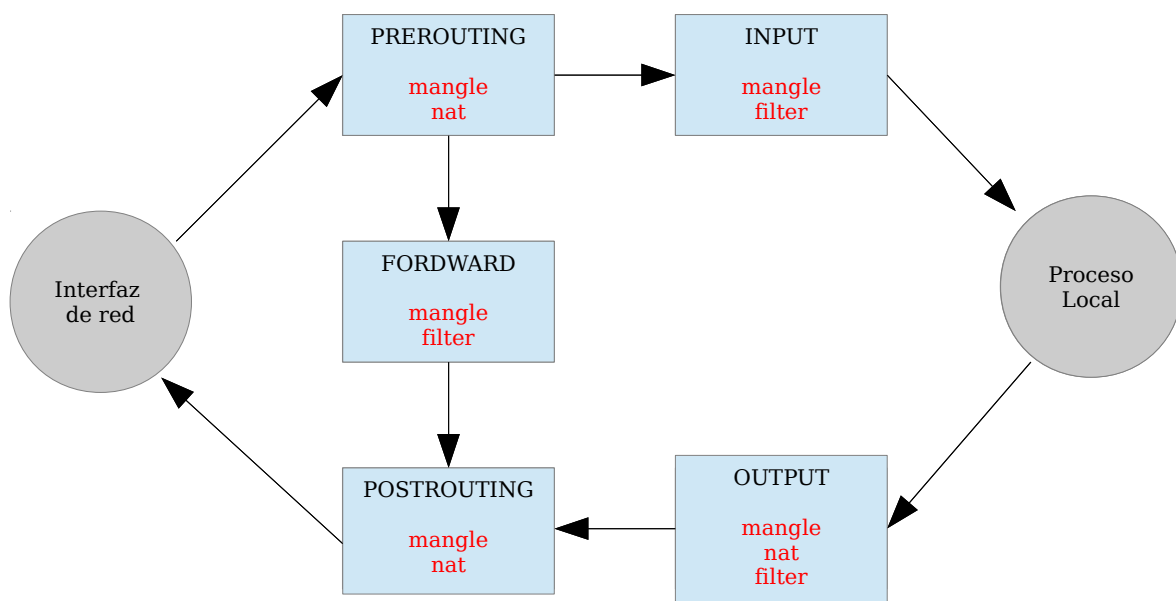 PREROUTING
mangle
nat
INPUT
mangle
filter
Interfaz
de red
FORDWARD
mangle
filter
Proceso
Local
POSTROUTING
mangle
nat
OUTPUT
mangle
nat
filter